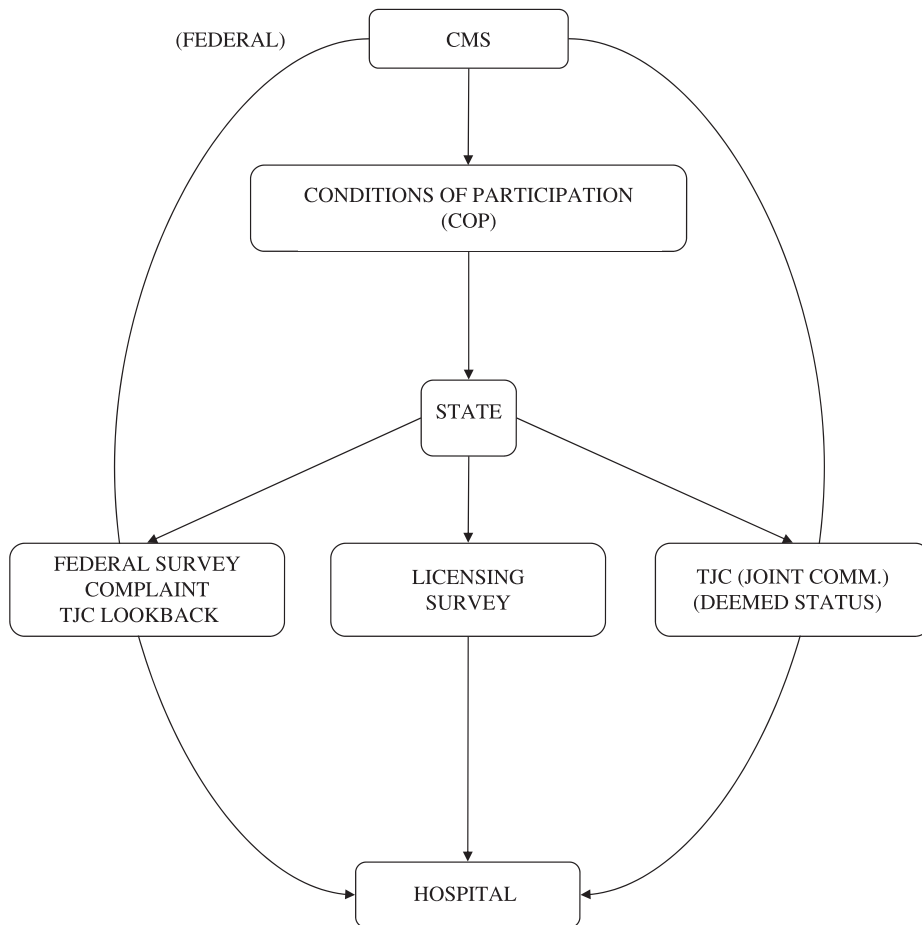 (FEDERAL)
CMS
CONDITIONS OF PARTICIPATION
(COP)
STATE
FEDERAL SURVEY
COMPLAINT
TJC LOOKBACK
LICENSING
SURVEY
TJC (JOINT COMM.)
(DEEMED STATUS)
HOSPITAL